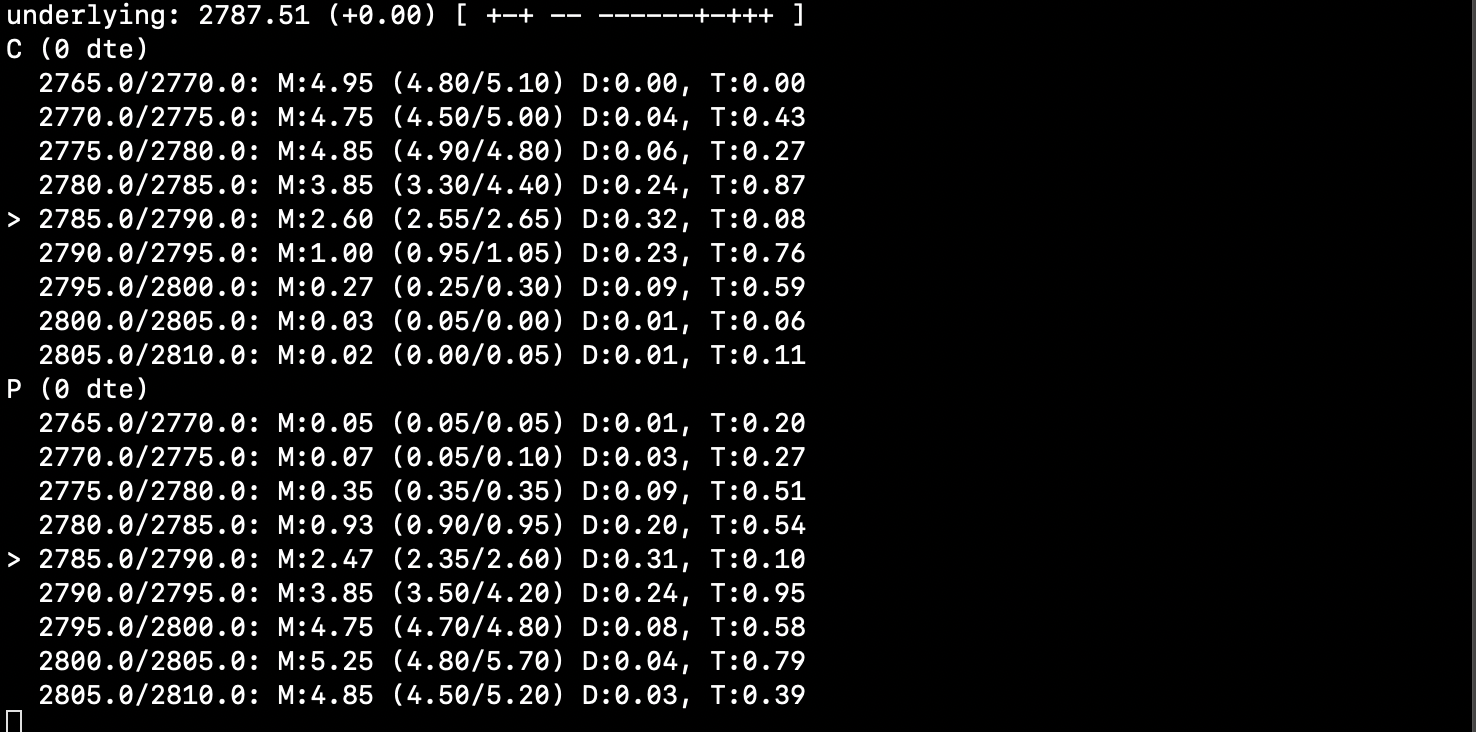 underlying: 2787.51 (+0.00) [ +-+ -- ------+-+++ ]
C (0 dte)
  2765.0/2770.0: M:4.95 (4.80/5.10) D:0.00, T:0.00
  2770.0/2775.0: M:4.75 (4.50/5.00) D:0.04, T:0.43
  2775.0/2780.0: M:4.85 (4.90/4.80) D:0.06, T:0.27
  2780.0/2785.0: M:3.85 (3.30/4.40) D:0.24, T:0.87
> 2785.0/2790.0: M:2.60 (2.55/2.65) D:0.32, T:0.08
  2790.0/2795.0: M:1.00 (0.95/1.05) D:0.23, T:0.76
  2795.0/2800.0: M:0.27 (0.25/0.30) D:0.09, T:0.59
  2800.0/2805.0: M:0.03 (0.05/0.00) D:0.01, T:0.06
  2805.0/2810.0: M:0.02 (0.00/0.05) D:0.01, T:0.11
P (0 dte)
  2765.0/2770.0: M:0.05 (0.05/0.05) D:0.01, T:0.20
  2770.0/2775.0: M:0.07 (0.05/0.10) D:0.03, T:0.27
  2775.0/2780.0: M:0.35 (0.35/0.35) D:0.09, T:0.51
  2780.0/2785.0: M:0.93 (0.90/0.95) D:0.20, T:0.54
> 2785.0/2790.0: M:2.47 (2.35/2.60) D:0.31, T:0.10
  2790.0/2795.0: M:3.85 (3.50/4.20) D:0.24, T:0.95
  2795.0/2800.0: M:4.75 (4.70/4.80) D:0.08, T:0.58
  2800.0/2805.0: M:5.25 (4.80/5.70) D:0.04, T:0.79
  2805.0/2810.0: M:4.85 (4.50/5.20) D:0.03, T:0.39